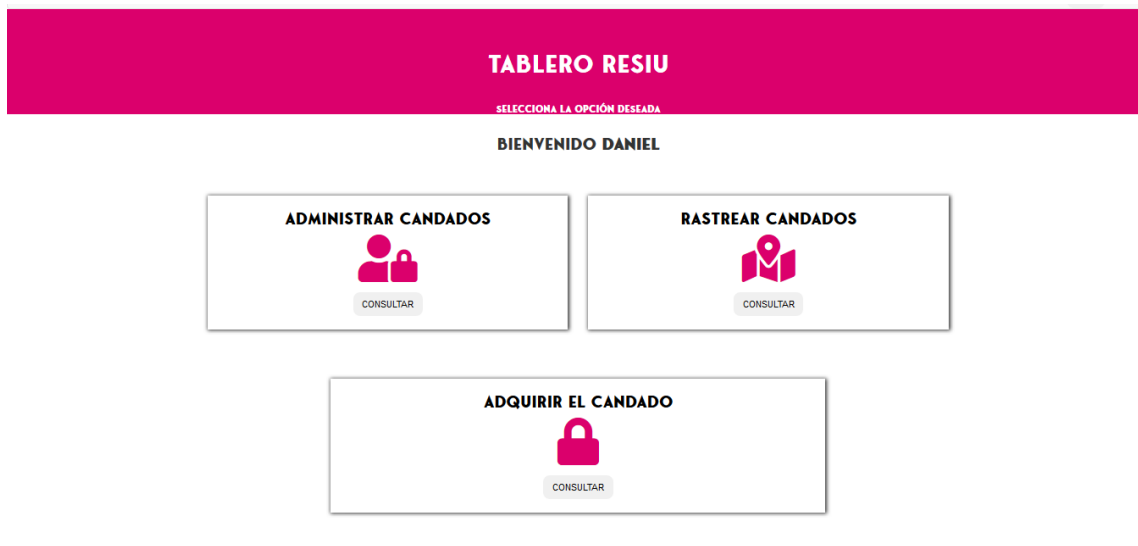 TABLERO RESIU
SELECCIONA LA OPCIÓN DESEADA
BIENVENIDO DANIEL
ADMINISTRAR CANDADOS
CONSULTAR
RASTREAR CANDADOS
CONSULTAR
ADQUIRIR EL CANDADO
CONSULTAR